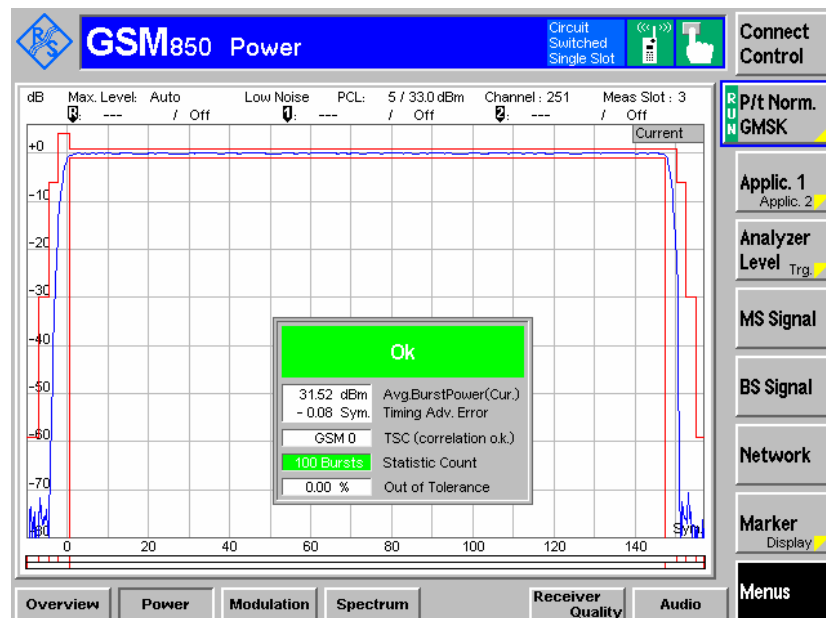 R&S
GSM850 Power
Circuit
Switched
Single Slot
Connect
Control
dB Max. Level: Auto Low Noise PCL: 5 / 33.0 dBm Channel : 251 Meas Slot : 3
R: --- / Off 1: --- / Off 2: --- / Off
RUN
P/t Norm.
GMSK
Current
+0
-10
-20
-30
-40
-50
-60
-70
-80
Applic. 1
Applic. 2
Analyzer
Level Trg.
MS Signal
BS Signal
Network
Marker
Display
Menus
Ok
31.52 dBm Avg.BurstPower(Cur.)
- 0.08 Sym. Timing Adv. Error
GSM 0 TSC (correlation o.k.)
100 Bursts Statistic Count
0.00 % Out of Tolerance
Sym.
0 20 40 60 80 100 120 140
Overview Power Modulation Spectrum Receiver Quality Audio